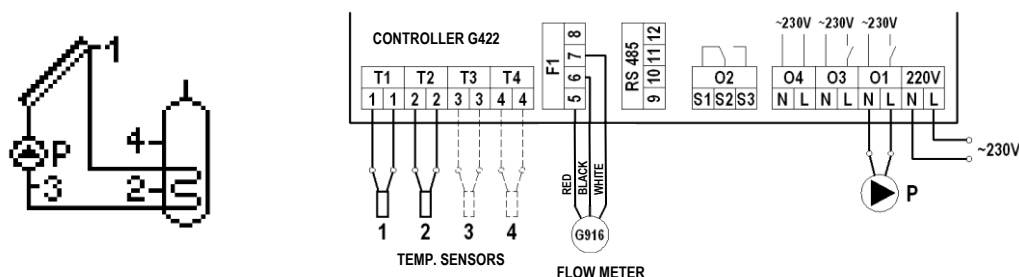 1
P
4
3
2
CONTROLLER G422
T1 T2 T3 T4
1 1 2 2 3 3 4 4
F1
8
7
6
5
RS 485
12
11
10
9
O2
S1 S2 S3
~230V ~230V ~230V
O4 O3 O1 220V
N L N L N L N L
~230V
RED
BLACK
WHITE
1 2 3 4
TEMP. SENSORS
G916
FLOW METER
P